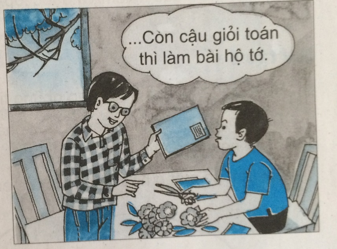 ...Còn cậu giỏi toán
thì làm bài hộ tớ.